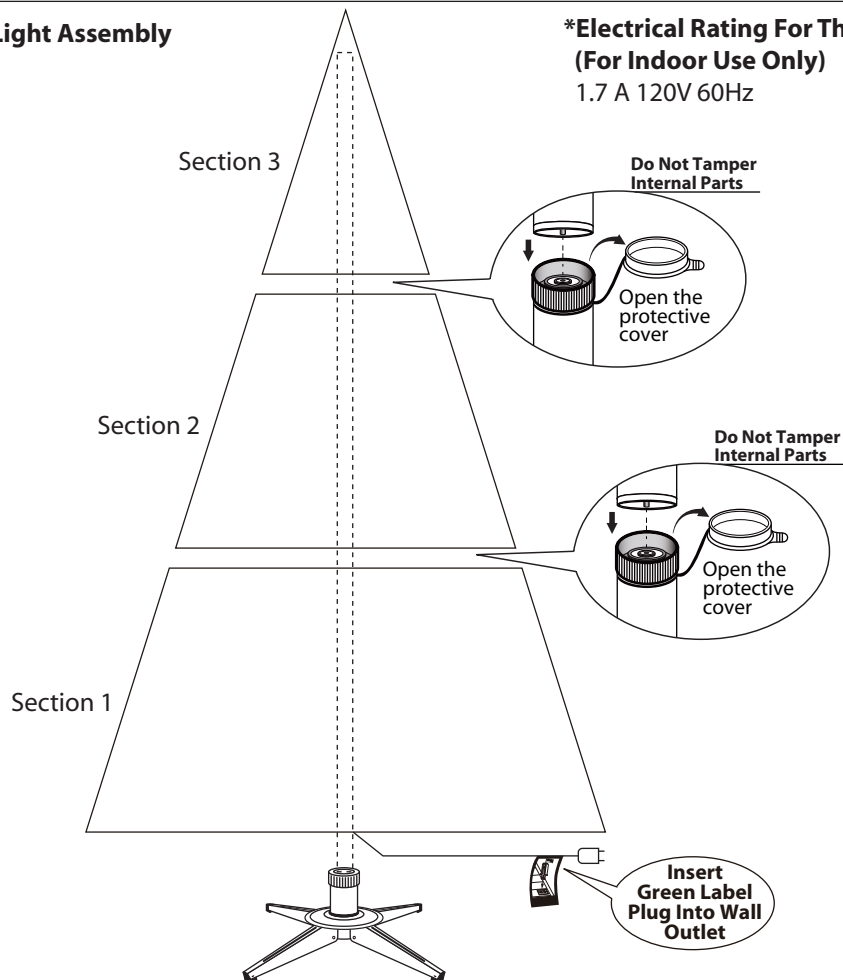 Light Assembly
*Electrical Rating For Th
(For Indoor Use Only)
1.7 A 120V 60Hz
Section 3
Do Not Tamper
Internal Parts
Open the
protective
cover
Section 2
Do Not Tamper
Internal Parts
Open the
protective
cover
Section 1
Insert
Green Label
Plug Into Wall
Outlet